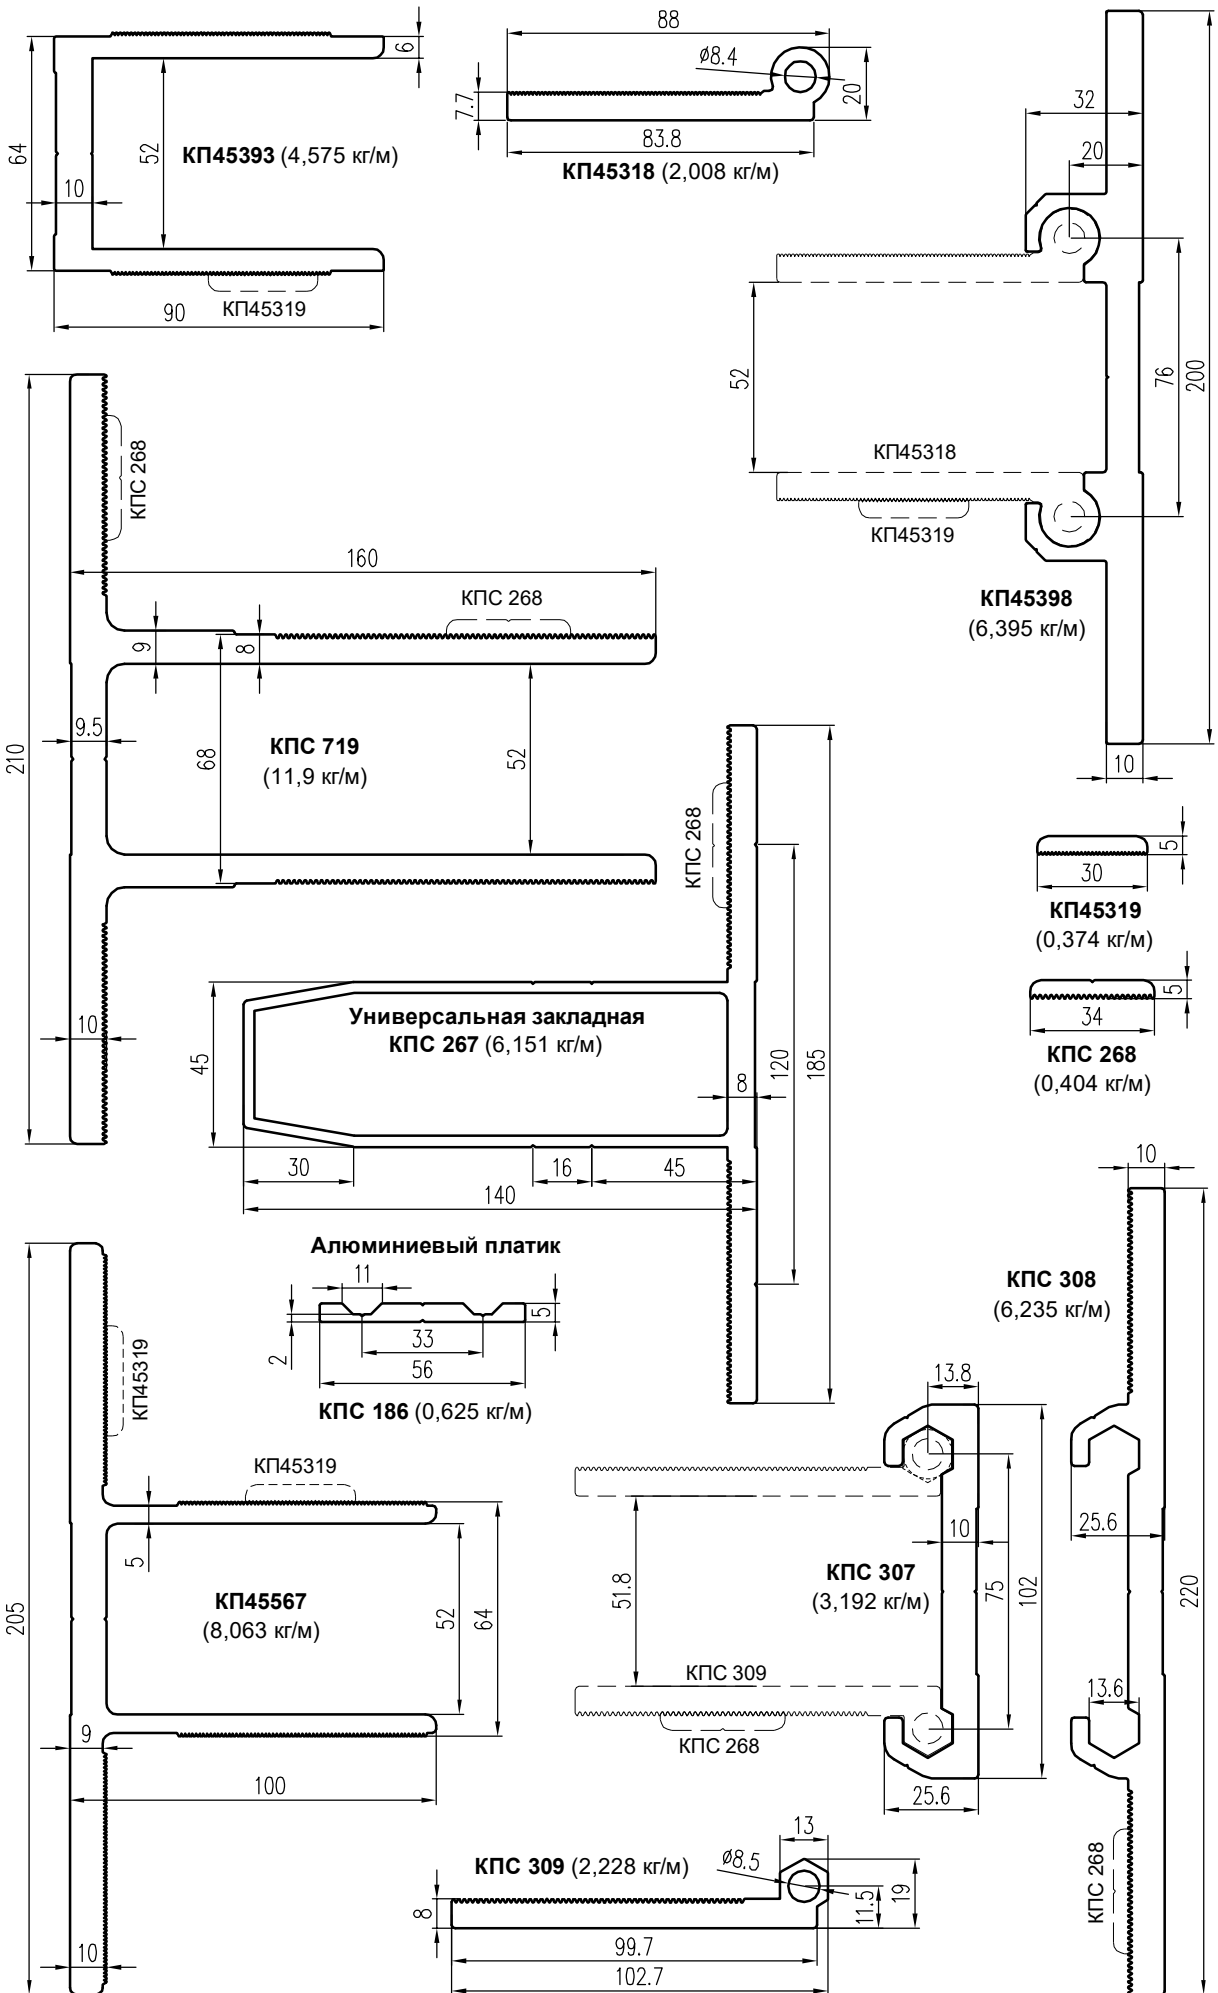 88
6
ø8.4
20
7.7
64
52
КП45393 (4,575 кг/м)
83.8
КП45318 (2,008 кг/м)
10
КП45319
90
32
20
52
76
200
КП45318
КП45319
КП45398
(6,395 кг/м)
10
КПС 268
160
КПС 268
9
8
9.5
210
68
52
КПС 719
(11,9 кг/м)
10
КПС 268
5
30
КП45319
(0,374 кг/м)
5
34
КПС 268
(0,404 кг/м)
Универсальная закладная
КПС 267 (6,151 кг/м)
45
8
120
185
30
16
45
140
Алюминиевый платик
11
5
2
33
56
КПС 186 (0,625 кг/м)
10
КПС 308
(6,235 кг/м)
25.6
220
13.6
КПС 268
КП45319
КП45319
5
205
КП45567
(8,063 кг/м)
52
64
9
100
10
13.8
10
51.8
КПС 307
(3,192 кг/м)
75
102
КПС 309
КПС 268
25.6
13
КПС 309 (2,228 кг/м)
ø8.5
19
11.5
8
99.7
102.7